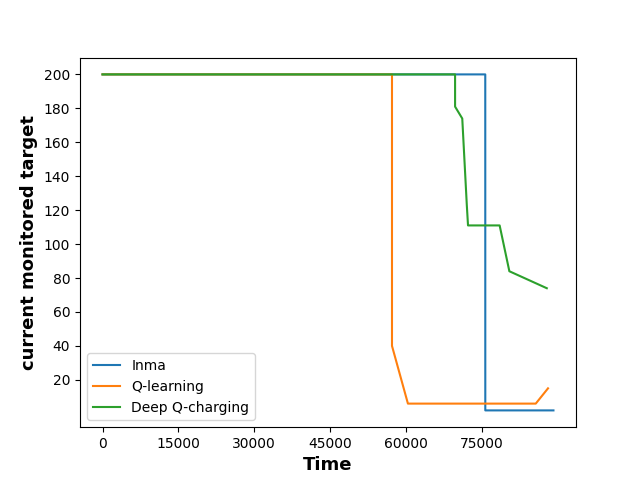 200
180
160
140
120
100
80
60
40
20
current monitored target
Inma
Q-learning
Deep Q-charging
0 15000 30000 45000 60000 75000
Time